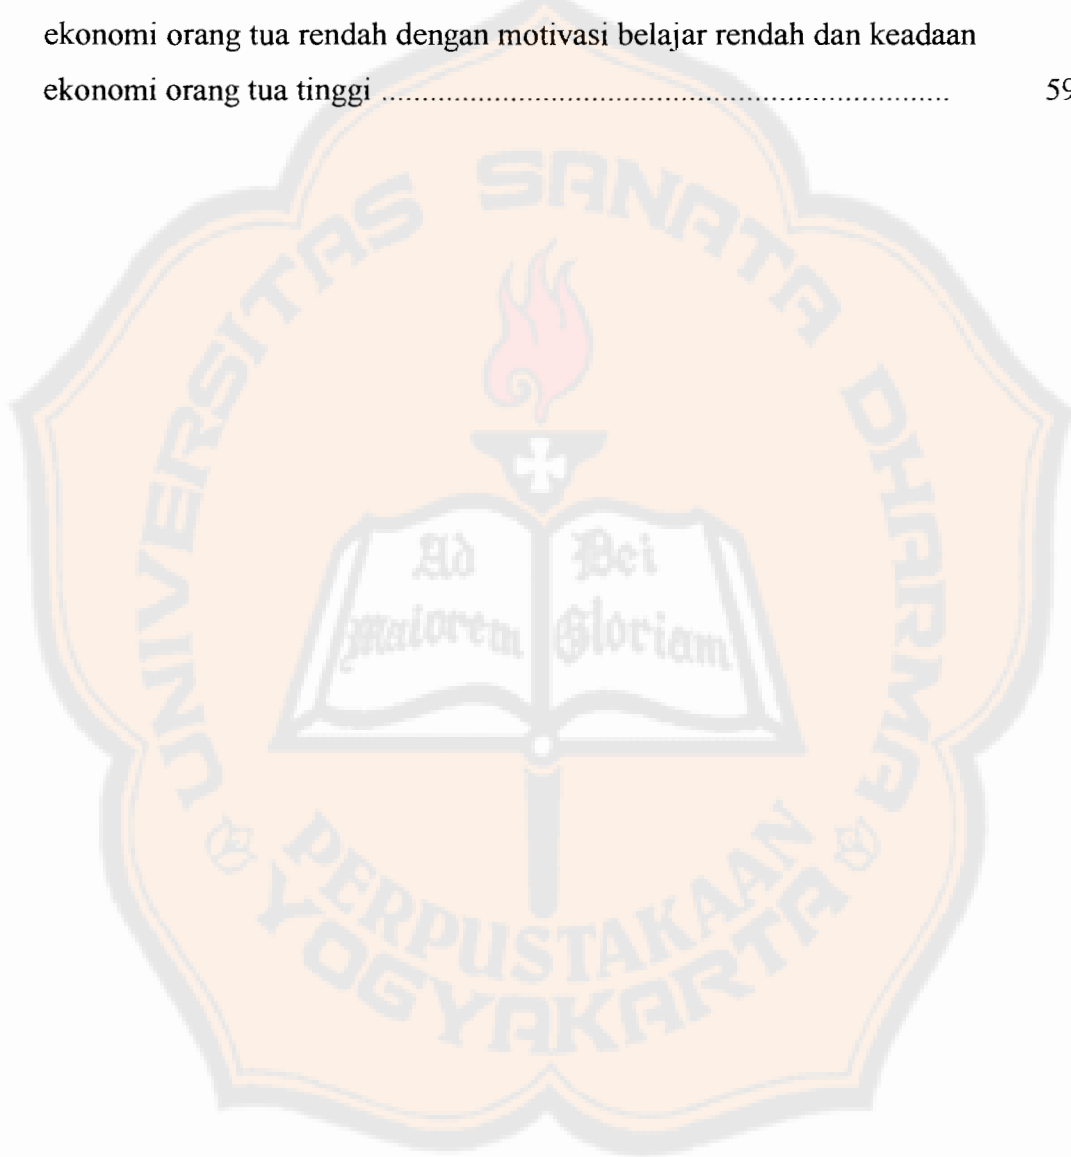 ekonomi orang tua rendah dengan motivasi belajar rendah dan keadaan
ekonomi orang tua tinggi ........................................................................ 59
UNIVERSITAS SANATA DHARMA
Ad Dei
Maiorem Gloriam
PERPUSTAKAAN
YOGYAKARTA